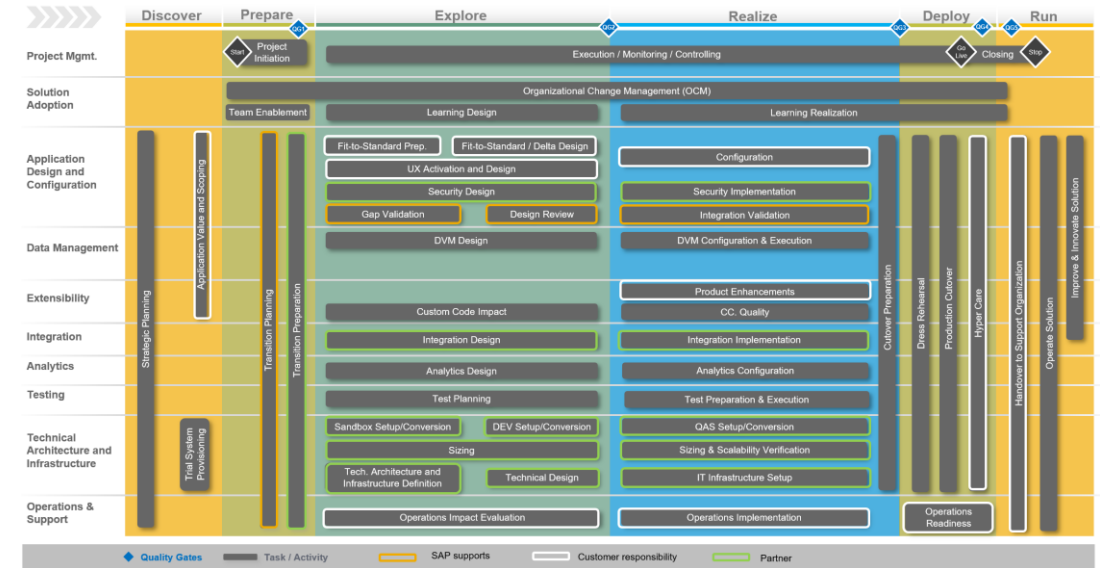 Discover
Prepare
Explore
Realize
Deploy
Run
QG1
QG2
QG3
QG4
QG5
Project Mgmt.
Start
Project
Initiation
Execution / Monitoring / Controlling
Go
Live
Closing
Stop
Solution
Adoption
Organizational Change Management (OCM)
Team Enablement
Learning Design
Learning Realization
Application
Design and
Configuration
Fit-to-Standard Prep.
Fit-to-Standard / Delta Design
Configuration
UX Activation and Design
Security Design
Security Implementation
Gap Validation
Design Review
Integration Validation
Data Management
DVM Design
DVM Configuration & Execution
Extensibility
Product Enhancements
Custom Code Impact
CC. Quality
Integration
Integration Design
Integration Implementation
Analytics
Analytics Design
Analytics Configuration
Testing
Test Planning
Test Preparation & Execution
Technical
Architecture and
Infrastructure
Sandbox Setup/Conversion
DEV Setup/Conversion
QAS Setup/Conversion
Sizing
Sizing & Scalability Verification
Tech. Architecture and
Infrastructure Definition
Technical Design
IT Infrastructure Setup
Operations &
Support
Operations Impact Evaluation
Operations Implementation
Operations
Readiness
Strategic Planning
Application Value and Scoping
Trial System
Provisioning
Transition Planning
Transition Preparation
Cutover Preparation
Dress Rehearsal
Production Cutover
Hyper Care
Handover to Support Organization
Operate Solution
Improve & Innovate Solution
Quality Gates
Task / Activity
SAP supports
Customer responsibility
Partner